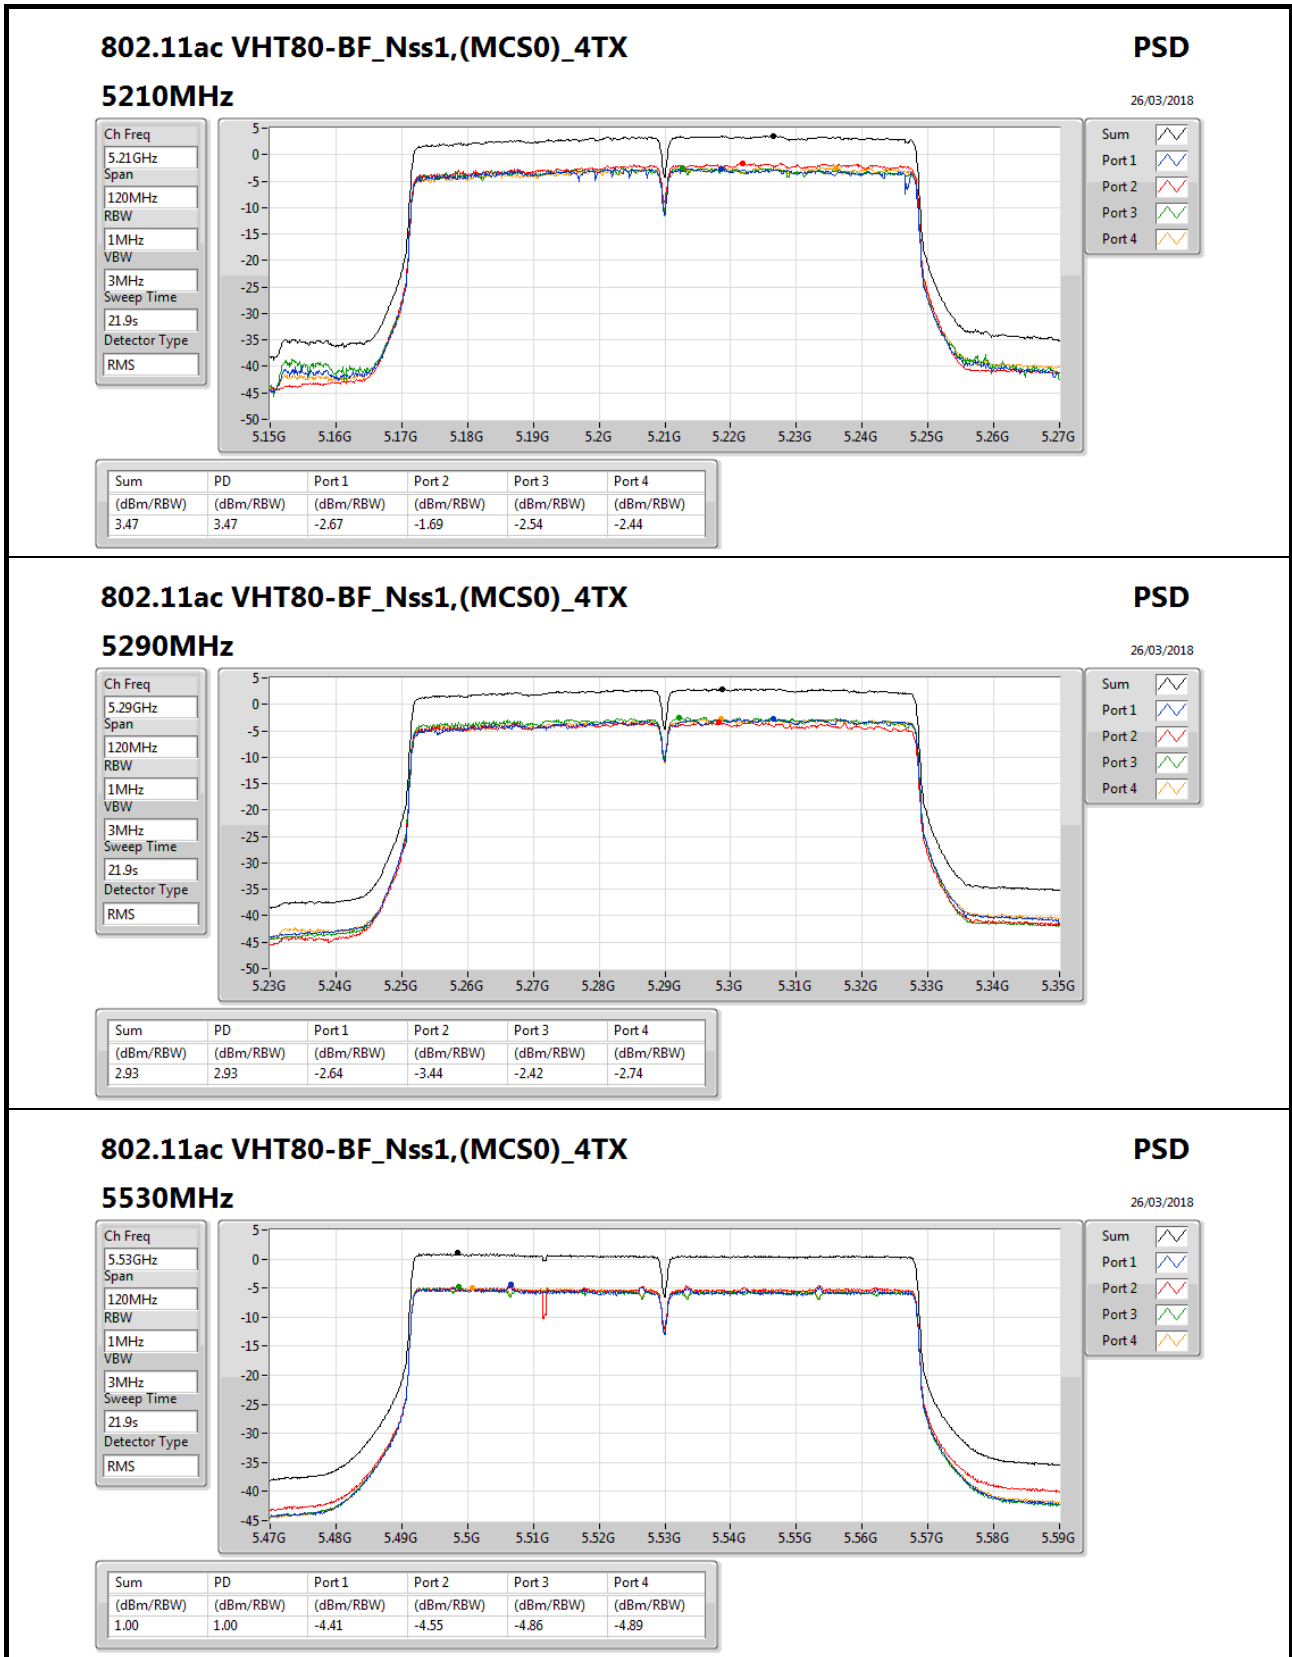 802.11ac VHT80-BF_Nss1,(MCS0)_4TX PSD
5210MHz 26/03/2018
Ch Freq
5.21GHz
Span
120MHz
RBW
1MHz
VBW
3MHz
Sweep Time
21.9s
Detector Type
RMS
5
0
-5
-10
-15
-20
-25
-30
-35
-40
-45
-50
5.15G 5.16G 5.17G 5.18G 5.19G 5.2G 5.21G 5.22G 5.23G 5.24G 5.25G 5.26G 5.27G
Sum
Port 1
Port 2
Port 3
Port 4
Sum PD Port 1 Port 2 Port 3 Port 4
(dBm/RBW) (dBm/RBW) (dBm/RBW) (dBm/RBW) (dBm/RBW) (dBm/RBW)
3.47 3.47 -2.67 -1.69 -2.54 -2.44
802.11ac VHT80-BF_Nss1,(MCS0)_4TX PSD
5290MHz 26/03/2018
Ch Freq
5.29GHz
Span
120MHz
RBW
1MHz
VBW
3MHz
Sweep Time
21.9s
Detector Type
RMS
5
0
-5
-10
-15
-20
-25
-30
-35
-40
-45
-50
5.23G 5.24G 5.25G 5.26G 5.27G 5.28G 5.29G 5.3G 5.31G 5.32G 5.33G 5.34G 5.35G
Sum
Port 1
Port 2
Port 3
Port 4
Sum PD Port 1 Port 2 Port 3 Port 4
(dBm/RBW) (dBm/RBW) (dBm/RBW) (dBm/RBW) (dBm/RBW) (dBm/RBW)
2.93 2.93 -2.64 -3.44 -2.42 -2.74
802.11ac VHT80-BF_Nss1,(MCS0)_4TX PSD
5530MHz 26/03/2018
Ch Freq
5.53GHz
Span
120MHz
RBW
1MHz
VBW
3MHz
Sweep Time
21.9s
Detector Type
RMS
5
0
-5
-10
-15
-20
-25
-30
-35
-40
-45
5.47G 5.48G 5.49G 5.5G 5.51G 5.52G 5.53G 5.54G 5.55G 5.56G 5.57G 5.58G 5.59G
Sum
Port 1
Port 2
Port 3
Port 4
Sum PD Port 1 Port 2 Port 3 Port 4
(dBm/RBW) (dBm/RBW) (dBm/RBW) (dBm/RBW) (dBm/RBW) (dBm/RBW)
1.00 1.00 -4.41 -4.55 -4.86 -4.89